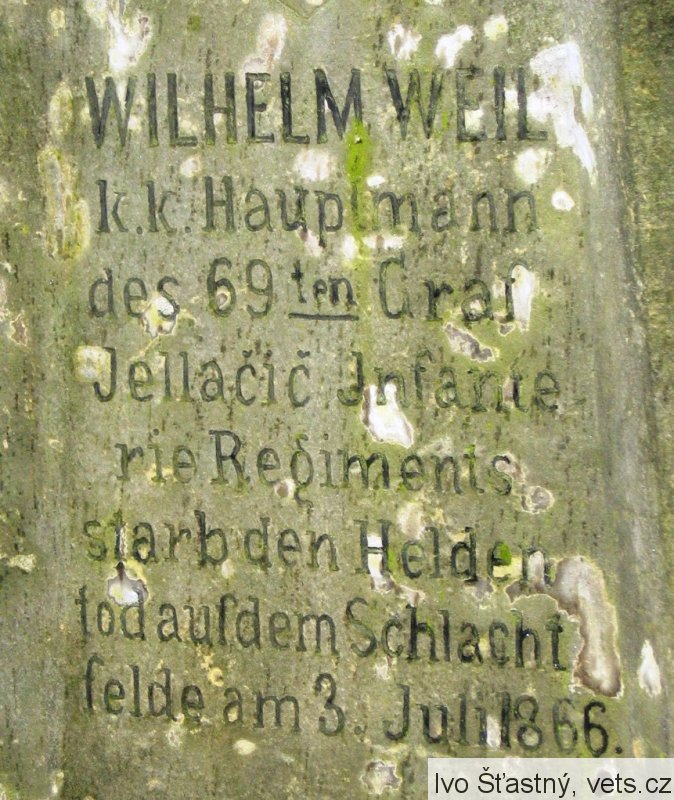 WILHELM WEIL
k.k. Hauptmann
des 69ten Graf
Jellačič Infante
rie Regiments
starb den Helden
tod auf dem Schlacht
felde am 3. Juli 1866.
Ivo Šťastný, vets.cz